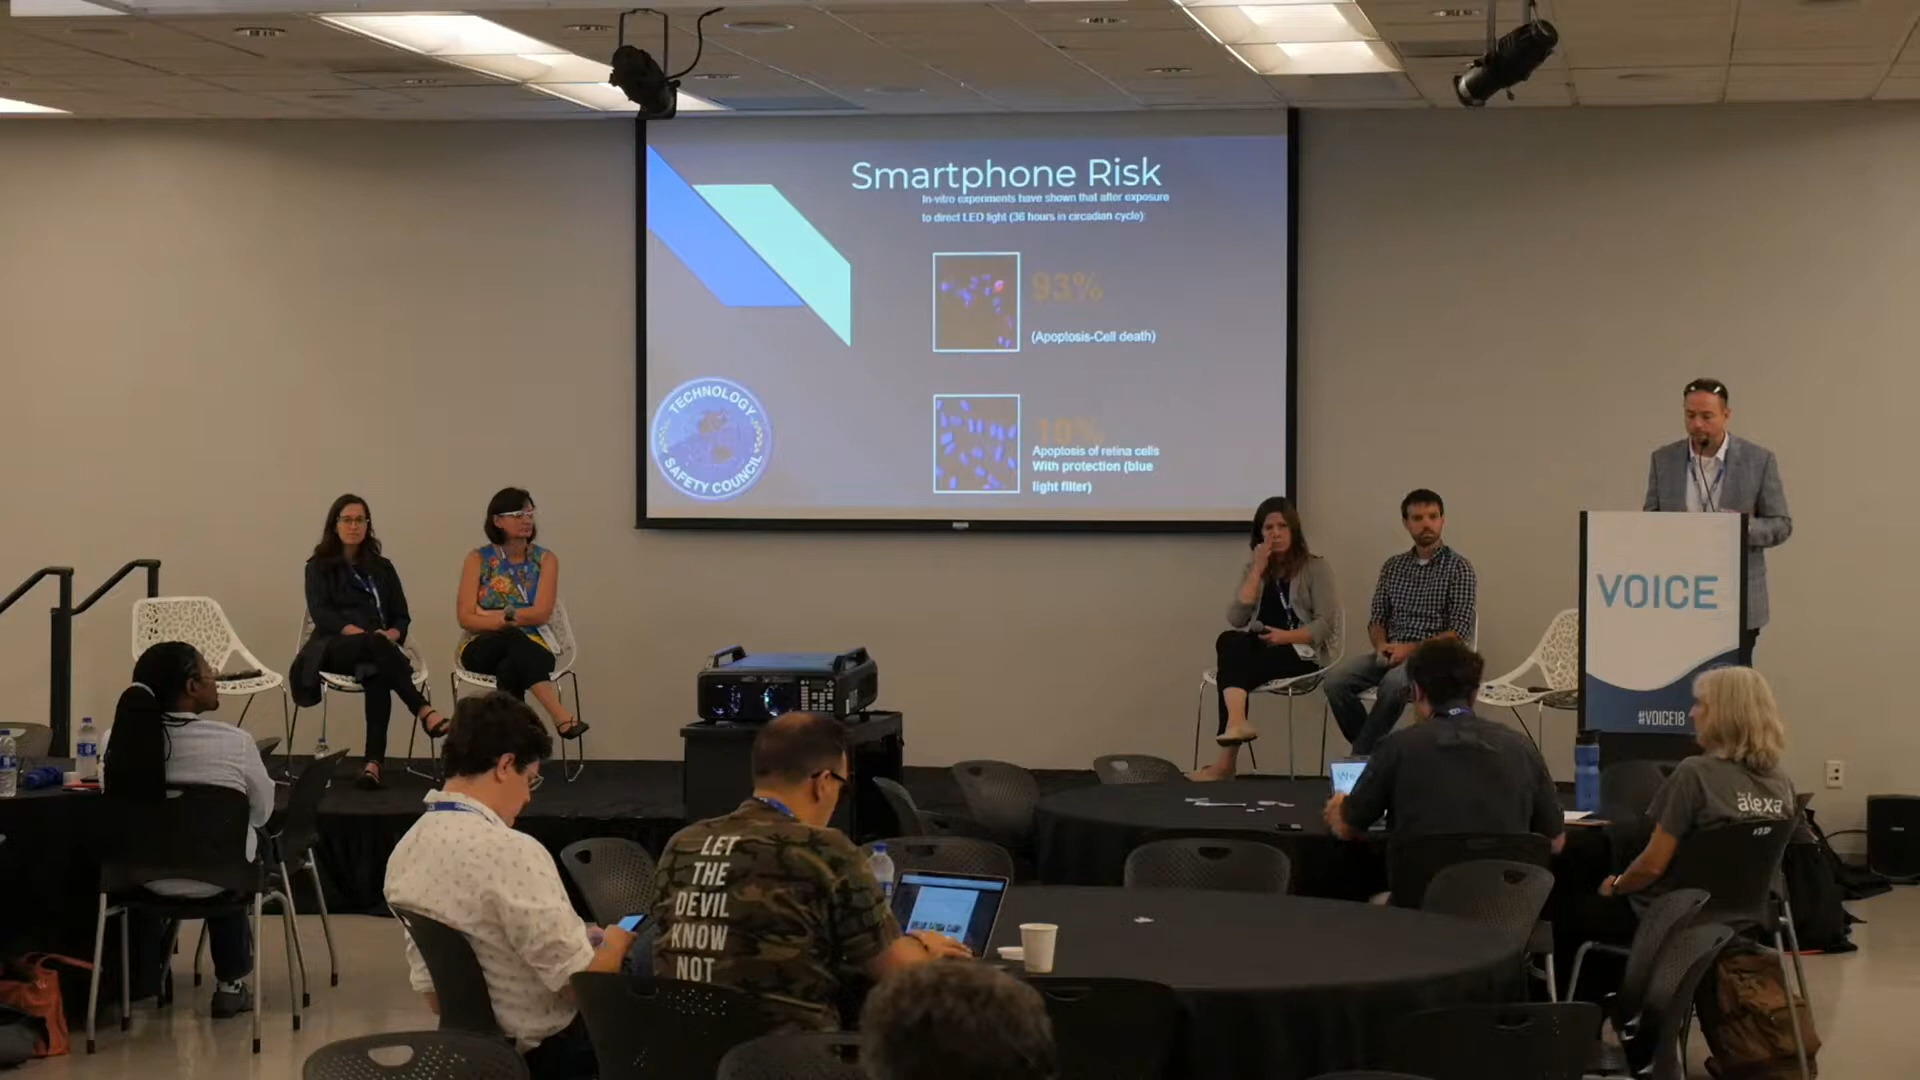 Smartphone Risk
In-vitro experiments have shown that after exposure
to direct LED light (36 hours in circadian cycle):
93%
(Apoptosis-Cell death)
10%
Apoptosis of retina cells
With protection (blue
light filter)
TECHNOLOGY
SAFETY COUNCIL
VOICE
#VOICE18
alexa
LET
THE
DEVIL
KNOW
NOT